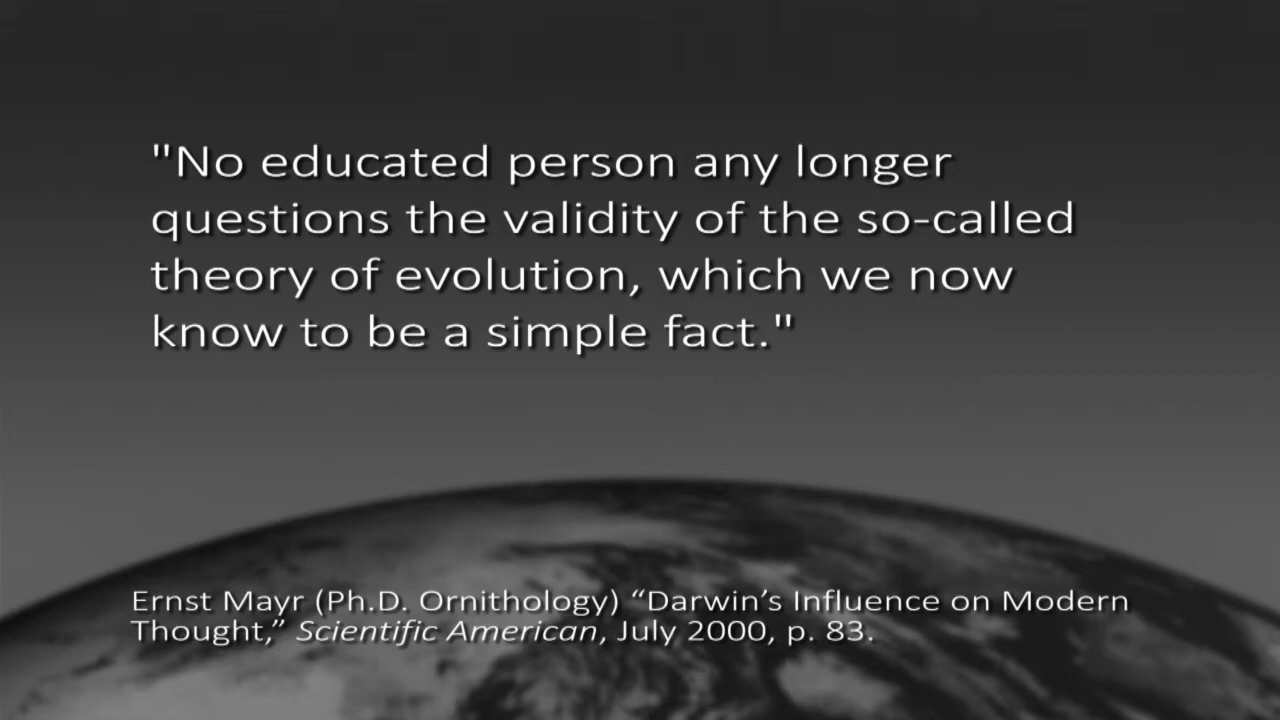 "No educated person any longer
questions the validity of the so-called
theory of evolution, which we now
know to be a simple fact."
Ernst Mayr (Ph.D. Ornithology) “Darwin’s Influence on Modern
Thought,” Scientific American, July 2000, p. 83.